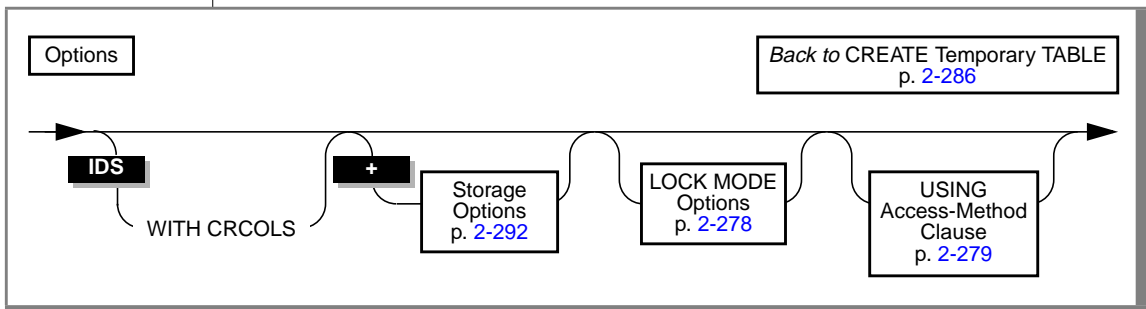 Options
Back to CREATE Temporary TABLE
p. 2-286
IDS
WITH CRCOLS
+
Storage
Options
p. 2-292
LOCK MODE
Options
p. 2-278
USING
Access-Method
Clause
p. 2-279